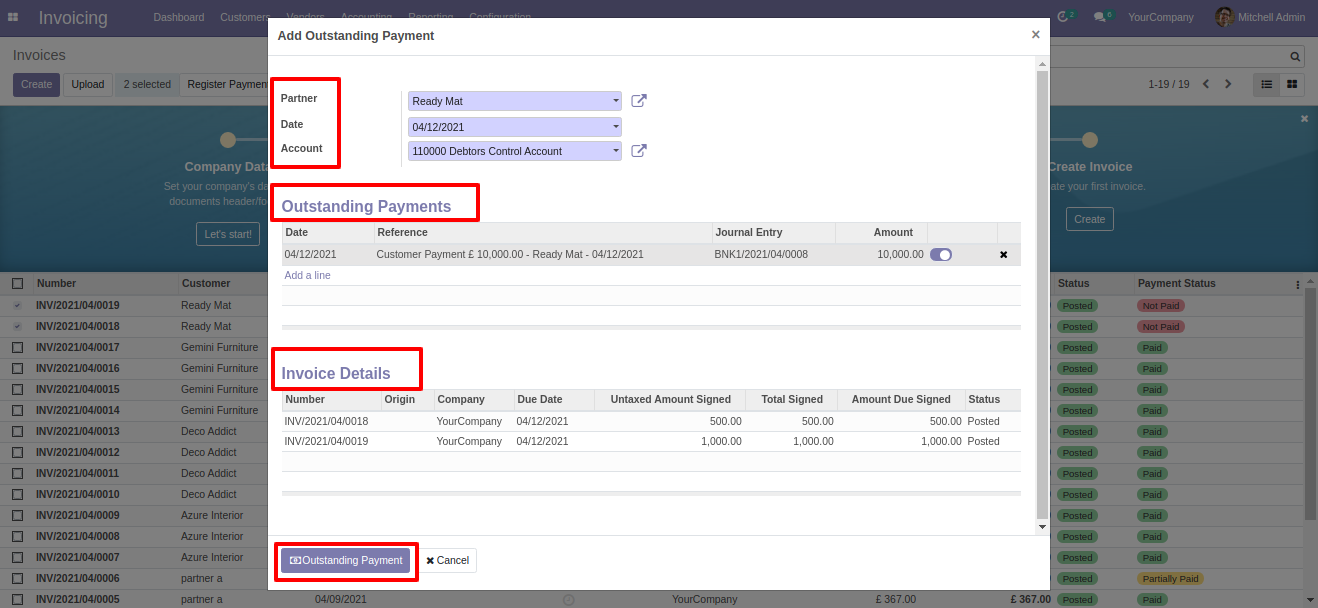 Invoicing Dashboard Customers Vendors Accounting Reporting Configuration 2 6 YourCompany Mitchell Admin
Add Outstanding Payment ×
Invoices
Create Upload 2 selected Register Paymen 1-19 / 19
Partner Ready Mat
Date 04/12/2021
Account 110000 Debtors Control Account
Company Data
Set your company's da
documents header/fo
Let's start!
Create Invoice
ate your first invoice.
Create
Outstanding Payments
Date Reference Journal Entry Amount
04/12/2021 Customer Payment £ 10,000.00 - Ready Mat - 04/12/2021 BNK1/2021/04/0008 10,000.00
Add a line
Invoice Details
Number Origin Company Due Date Untaxed Amount Signed Total Signed Amount Due Signed Status
INV/2021/04/0018 YourCompany 04/12/2021 500.00 500.00 500.00 Posted
INV/2021/04/0019 YourCompany 04/12/2021 1,000.00 1,000.00 1,000.00 Posted
Outstanding Payment Cancel
Number Customer Status Payment Status
INV/2021/04/0019 Ready Mat Posted Not Paid
INV/2021/04/0018 Ready Mat Posted Not Paid
INV/2021/04/0017 Gemini Furniture Posted Paid
INV/2021/04/0016 Gemini Furniture Posted Paid
INV/2021/04/0015 Gemini Furniture Posted Paid
INV/2021/04/0014 Gemini Furniture Posted Paid
INV/2021/04/0013 Deco Addict Posted Paid
INV/2021/04/0012 Deco Addict Posted Paid
INV/2021/04/0011 Deco Addict Posted Paid
INV/2021/04/0010 Deco Addict Posted Paid
INV/2021/04/0009 Azure Interior Posted Paid
INV/2021/04/0008 Azure Interior Posted Paid
INV/2021/04/0007 Azure Interior Posted Paid
INV/2021/04/0006 partner a Posted Partially Paid
INV/2021/04/0005 partner a 04/09/2021 YourCompany £ 367.00 £ 367.00 Posted Paid